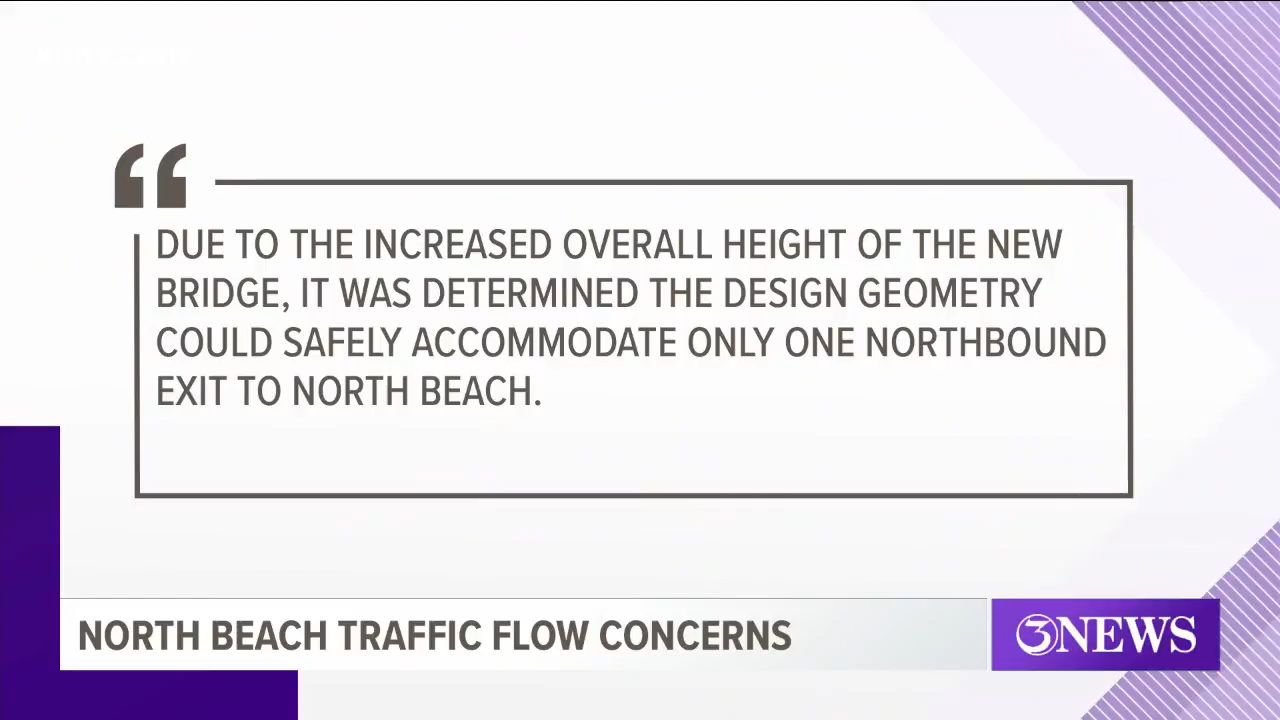 “
DUE TO THE INCREASED OVERALL HEIGHT OF THE NEW
BRIDGE, IT WAS DETERMINED THE DESIGN GEOMETRY
COULD SAFELY ACCOMMODATE ONLY ONE NORTHBOUND
EXIT TO NORTH BEACH.
NORTH BEACH TRAFFIC FLOW CONCERNS
3NEWS